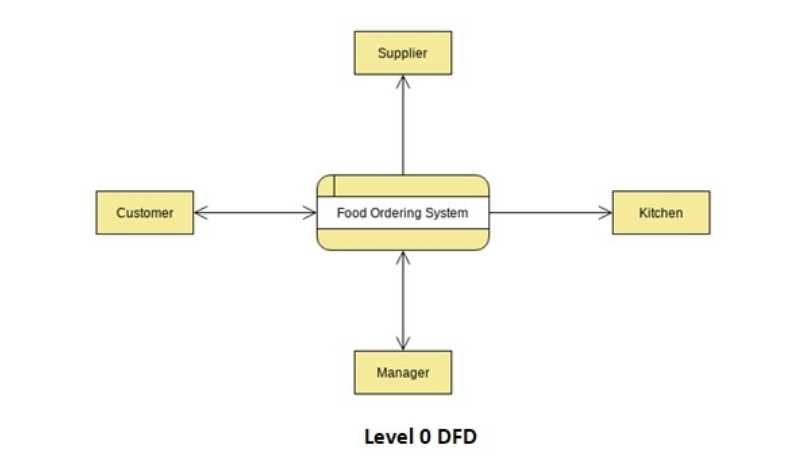 Supplier
Customer
Food Ordering System
Kitchen
Manager
Level 0 DFD